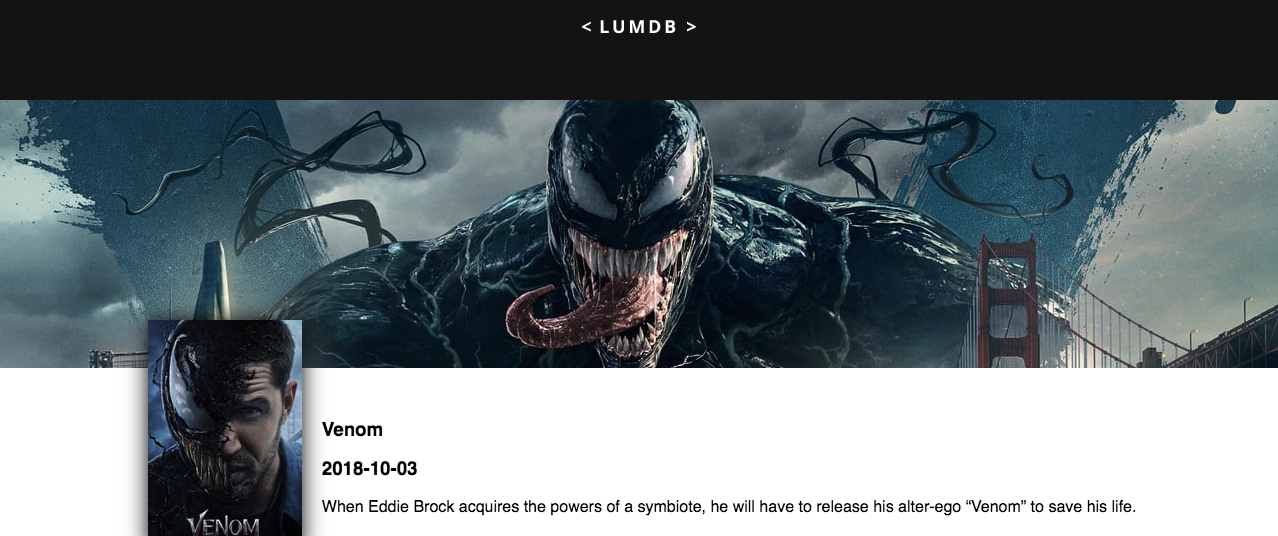 < LUMDB >
VENOM
Venom
2018-10-03
When Eddie Brock acquires the powers of a symbiote, he will have to release his alter-ego “Venom” to save his life.